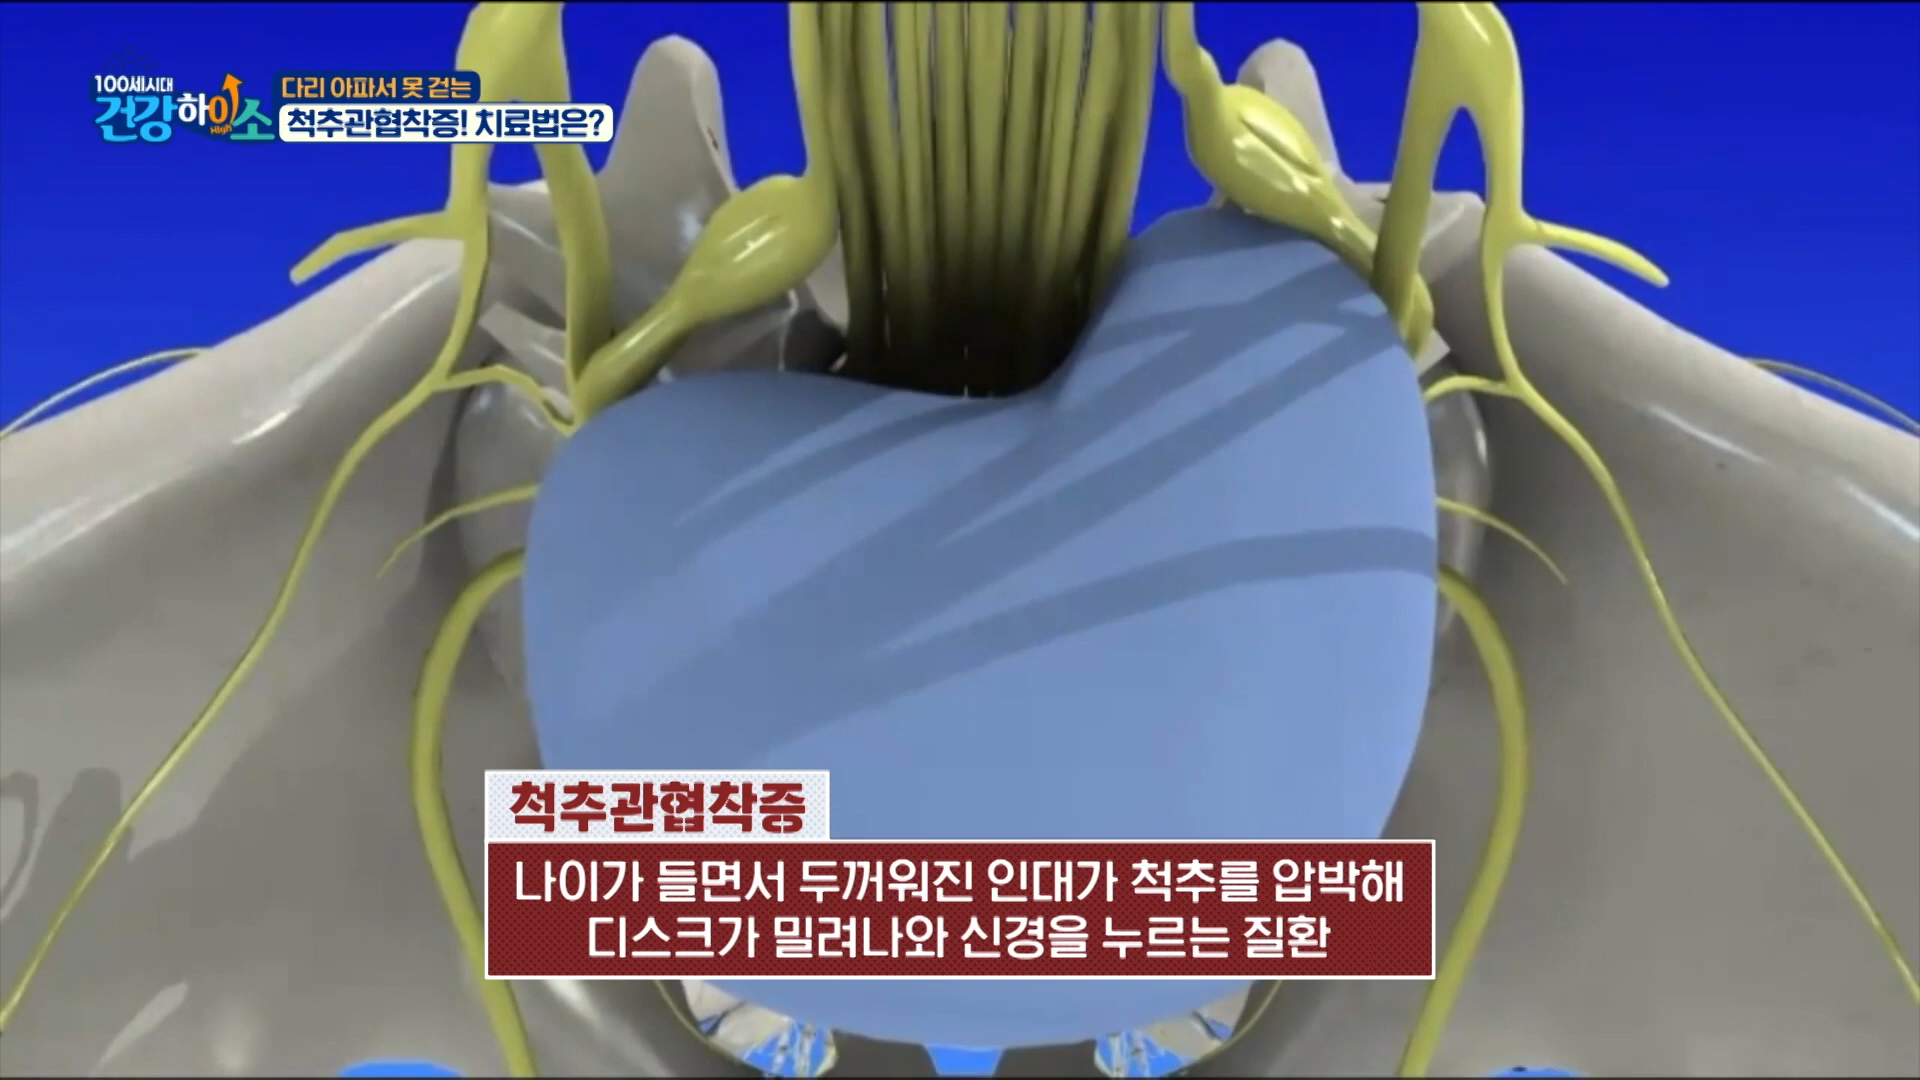 100세시대
건강하이소
High
다리 아파서 못 걷는
척추관협착증! 치료법은?
척추관협착증
나이가 들면서 두꺼워진 인대가 척추를 압박해
디스크가 밀려나와 신경을 누르는 질환